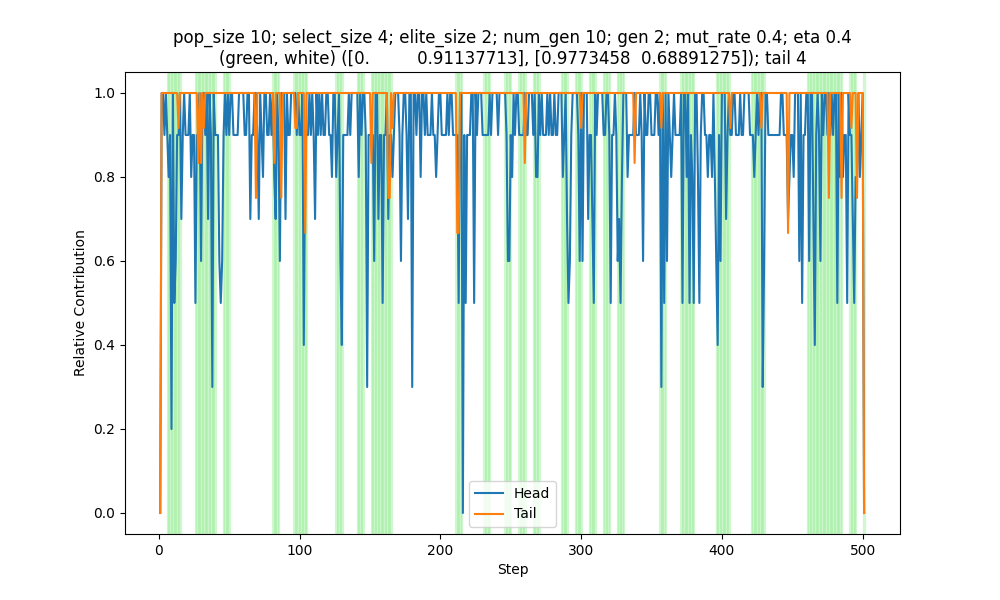 pop_size 10; select_size 4; elite_size 2; num_gen 10; gen 2; mut_rate 0.4; eta 0.4
(green, white) ([0. 0.91137713], [0.9773458 0.68891275]); tail 4
1.0
0.8
0.6
0.4
0.2
0.0
Relative Contribution
Head
Tail
0 100 200 300 400 500
Step